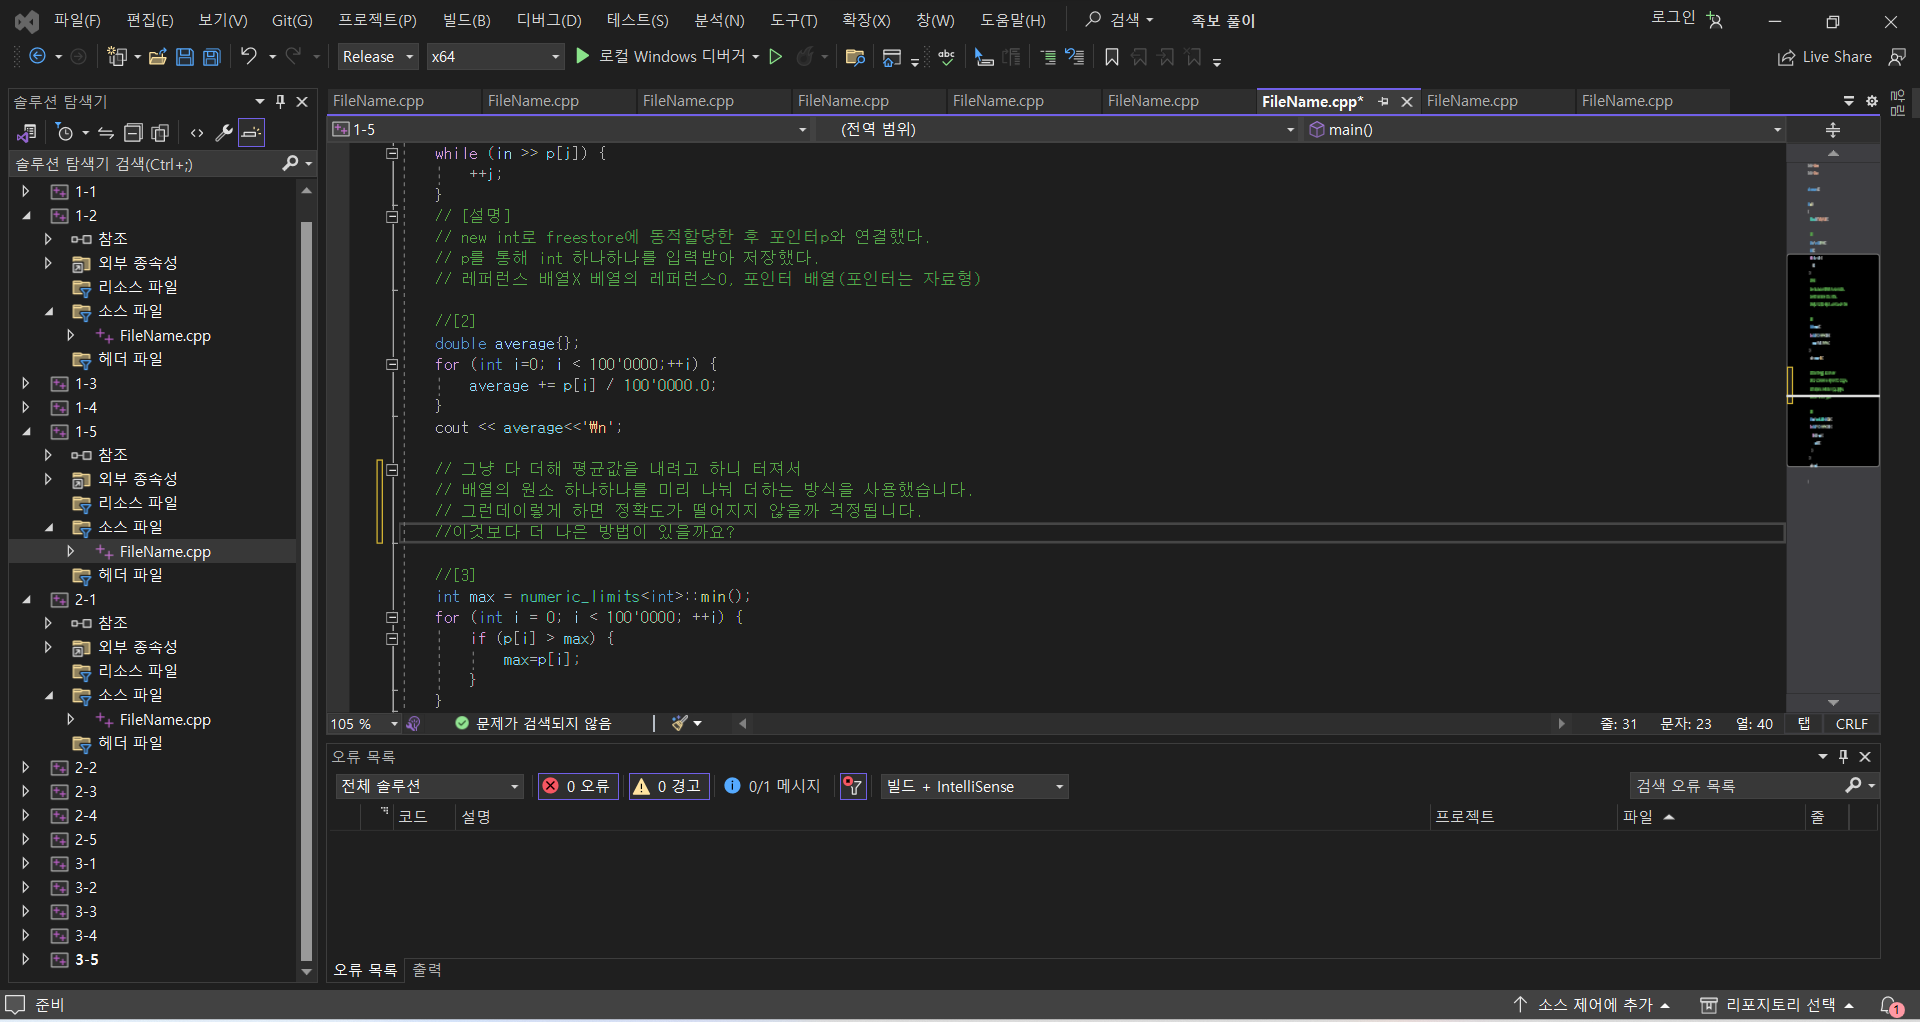 파일(F) 편집(E) 보기(V) Git(G) 프로젝트(P) 빌드(B) 디버그(D) 테스트(S) 분석(N) 도구(T) 확장(X) 창(W) 도움말(H) 검색 족보 풀이 로그인
Release x64 로컬 Windows 디버거 Live Share
솔루션 탐색기
솔루션 탐색기 검색(Ctrl+;)
1-1
1-2
참조
외부 종속성
리소스 파일
소스 파일
FileName.cpp
헤더 파일
1-3
1-4
1-5
참조
외부 종속성
리소스 파일
소스 파일
FileName.cpp
헤더 파일
2-1
참조
외부 종속성
리소스 파일
소스 파일
FileName.cpp
헤더 파일
2-2
2-3
2-4
2-5
3-1
3-2
3-3
3-4
3-5
FileName.cpp FileName.cpp FileName.cpp FileName.cpp FileName.cpp FileName.cpp FileName.cpp* FileName.cpp FileName.cpp
알림
1-5 (전역 범위) main()
while (in >> p[j]) {
++j;
}
// [설명]
// new int로 freestore에 동적할당한 후 포인터p와 연결했다.
// p를 통해 int 하나하나를 입력받아 저장했다.
// 레퍼런스 배열X 베열의 레퍼런스O, 포인터 배열(포인터는 자료형)
//[2]
double average{};
for (int i=0; i < 100'0000;++i) {
average += p[i] / 100'0000.0;
}
cout << average<<'₩n';
// 그냥 다 더해 평균값을 내려고 하니 터져서
// 배열의 원소 하나하나를 미리 나눠 더하는 방식을 사용했습니다.
// 그런데이렇게 하면 정확도가 떨어지지 않을까 걱정됩니다.
//이것보다 더 나은 방법이 있을까요?
//[3]
int max = numeric_limits<int>::min();
for (int i = 0; i < 100'0000; ++i) {
if (p[i] > max) {
max=p[i];
}
}
105 % 문제가 검색되지 않음 줄: 31 문자: 23 열: 40 탭 CRLF
오류 목록
전체 솔루션 0 오류 0 경고 0/1 메시지 빌드 + IntelliSense 검색 오류 목록
코드 설명 프로젝트 파일 줄
오류 목록 출력
준비 소스 제어에 추가 리포지토리 선택 1